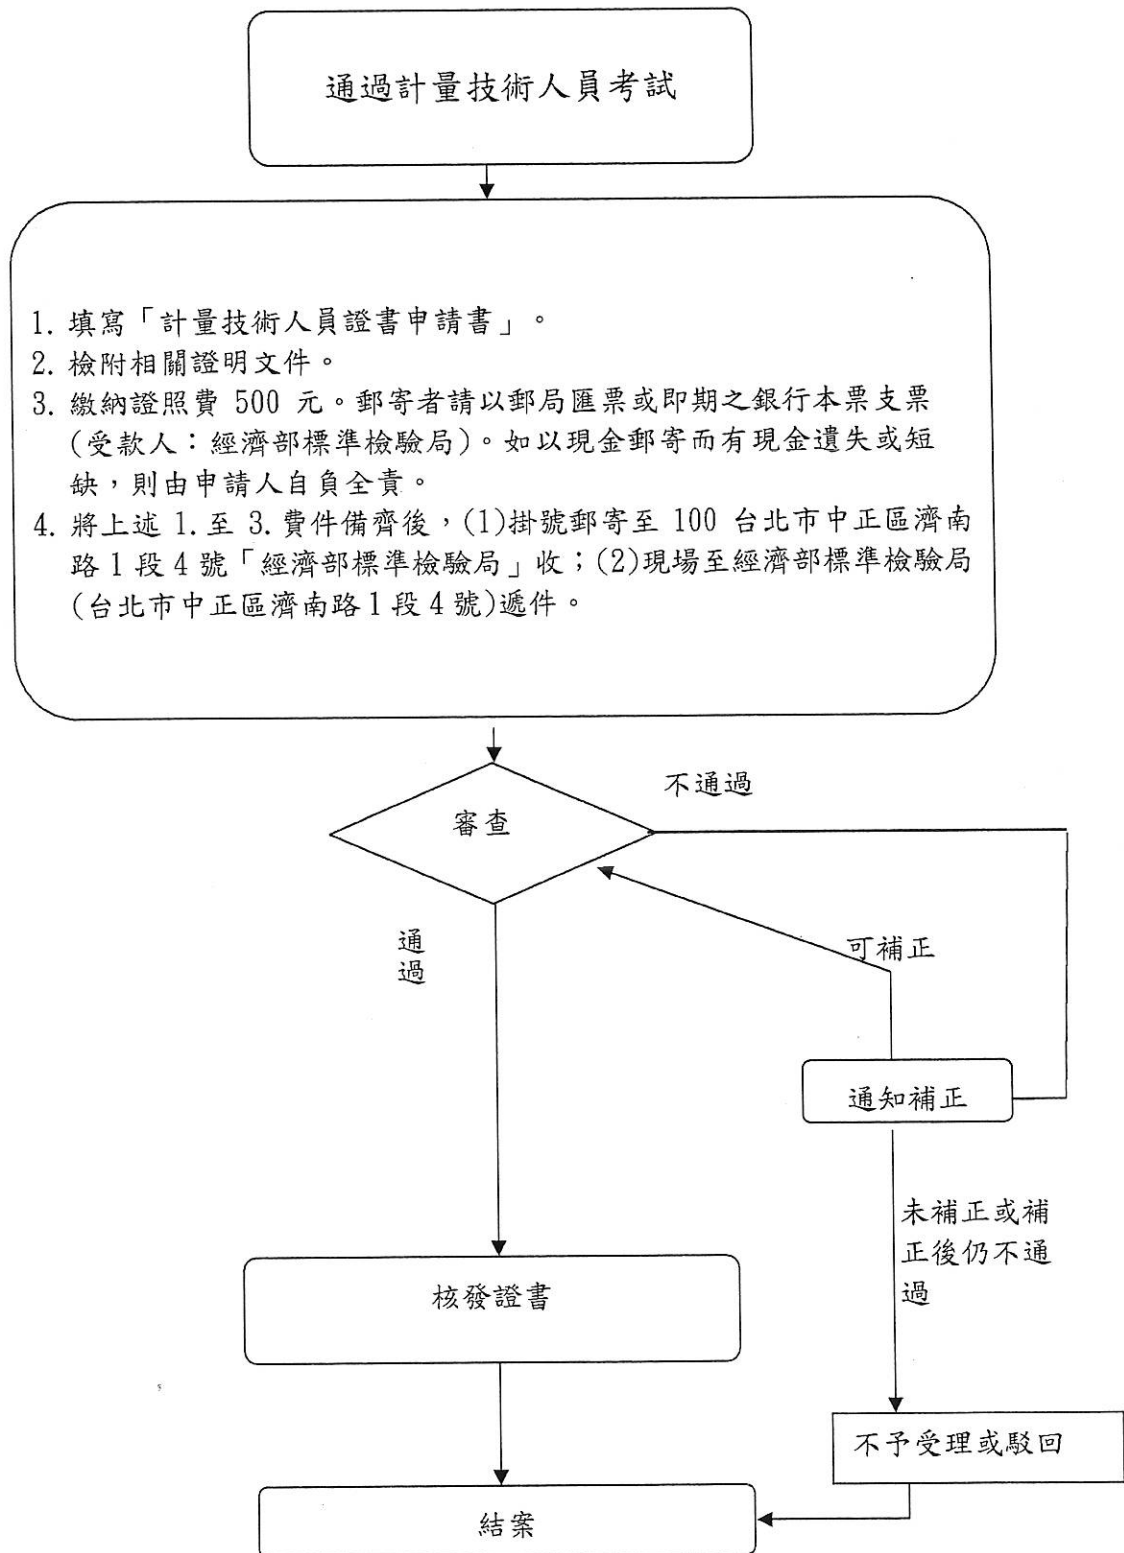 通過計量技術人員考試
1. 填寫「計量技術人員證書申請書」。
2. 檢附相關證明文件。
3. 繳納證照費 500 元。郵寄者請以郵局匯票或即期之銀行本票支票
(受款人：經濟部標準檢驗局)。如以現金郵寄而有現金遺失或短
缺，則由申請人自負全責。
4. 將上述 1.至 3.費件備齊後，(1)掛號郵寄至 100 台北市中正區濟南
路 1 段 4 號「經濟部標準檢驗局」收；(2)現場至經濟部標準檢驗局
(台北市中正區濟南路 1 段 4 號)遞件。
不通過
審查
通
過
可補正
通知補正
未補正或補
正後仍不通
過
核發證書
不予受理或駁回
結案